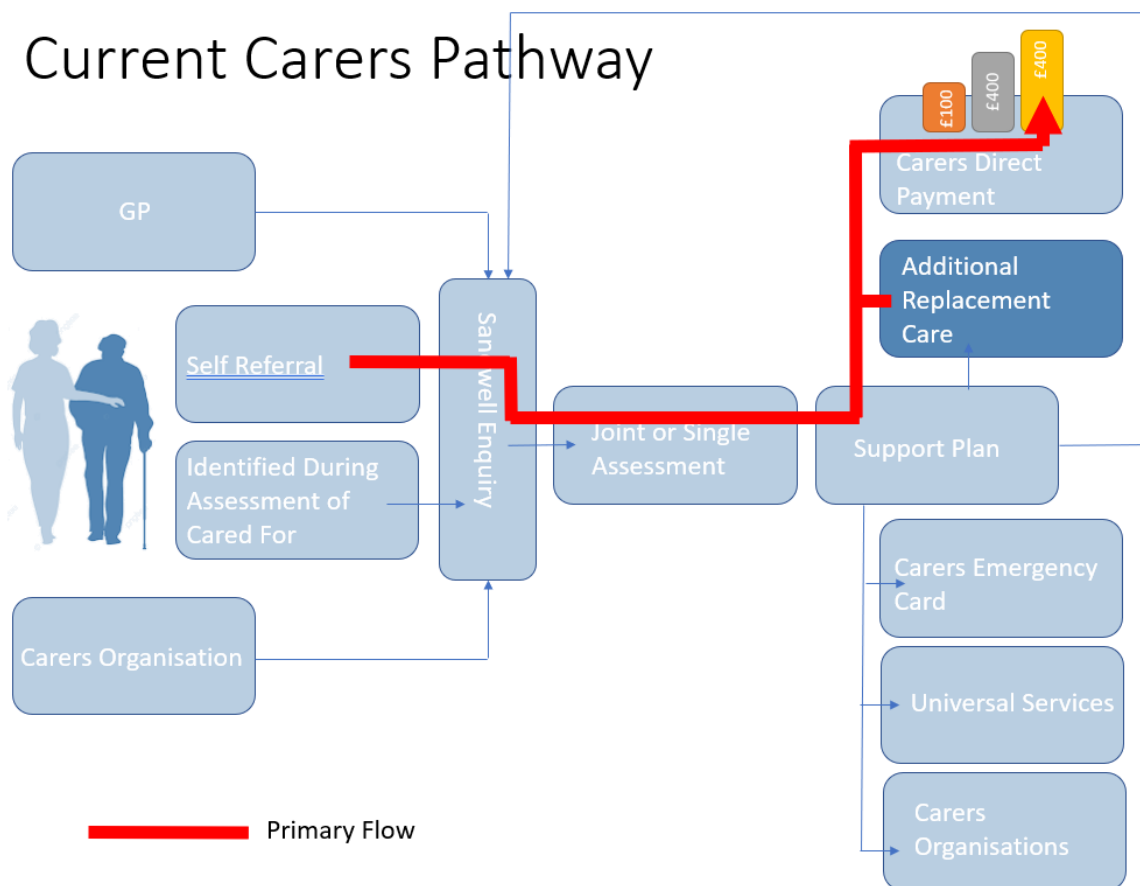 Current Carers Pathway
£100
£400
£400
Carers Direct
Payment
GP
Additional
Replacement
Care
Self Referral
Sandwell Enquiry
Joint or Single
Assessment
Support Plan
Identified During
Assessment of
Cared For
Carers Emergency
Card
Carers Organisation
Universal Services
Carers
Organisations
Primary Flow